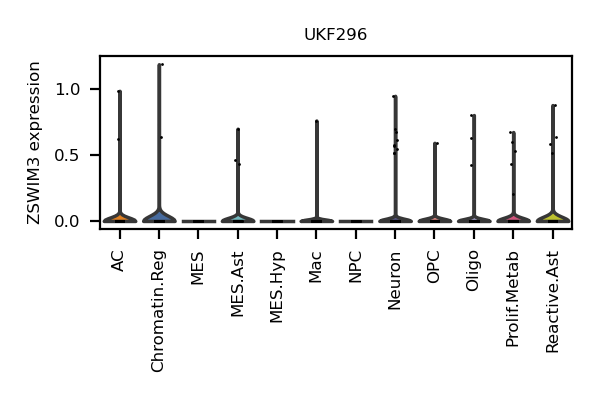 UKF296
ZSWIM3 expression
1.0
0.5
0.0
AC
Chromatin.Reg
MES
MES.Ast
MES.Hyp
Mac
NPC
Neuron
OPC
Oligo
Prolif.Metab
Reactive.Ast